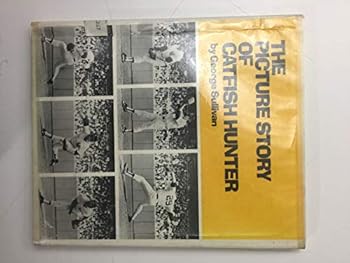 THE
PICTURE STORY
OF
CATFISH HUNTER
by George Sullivan